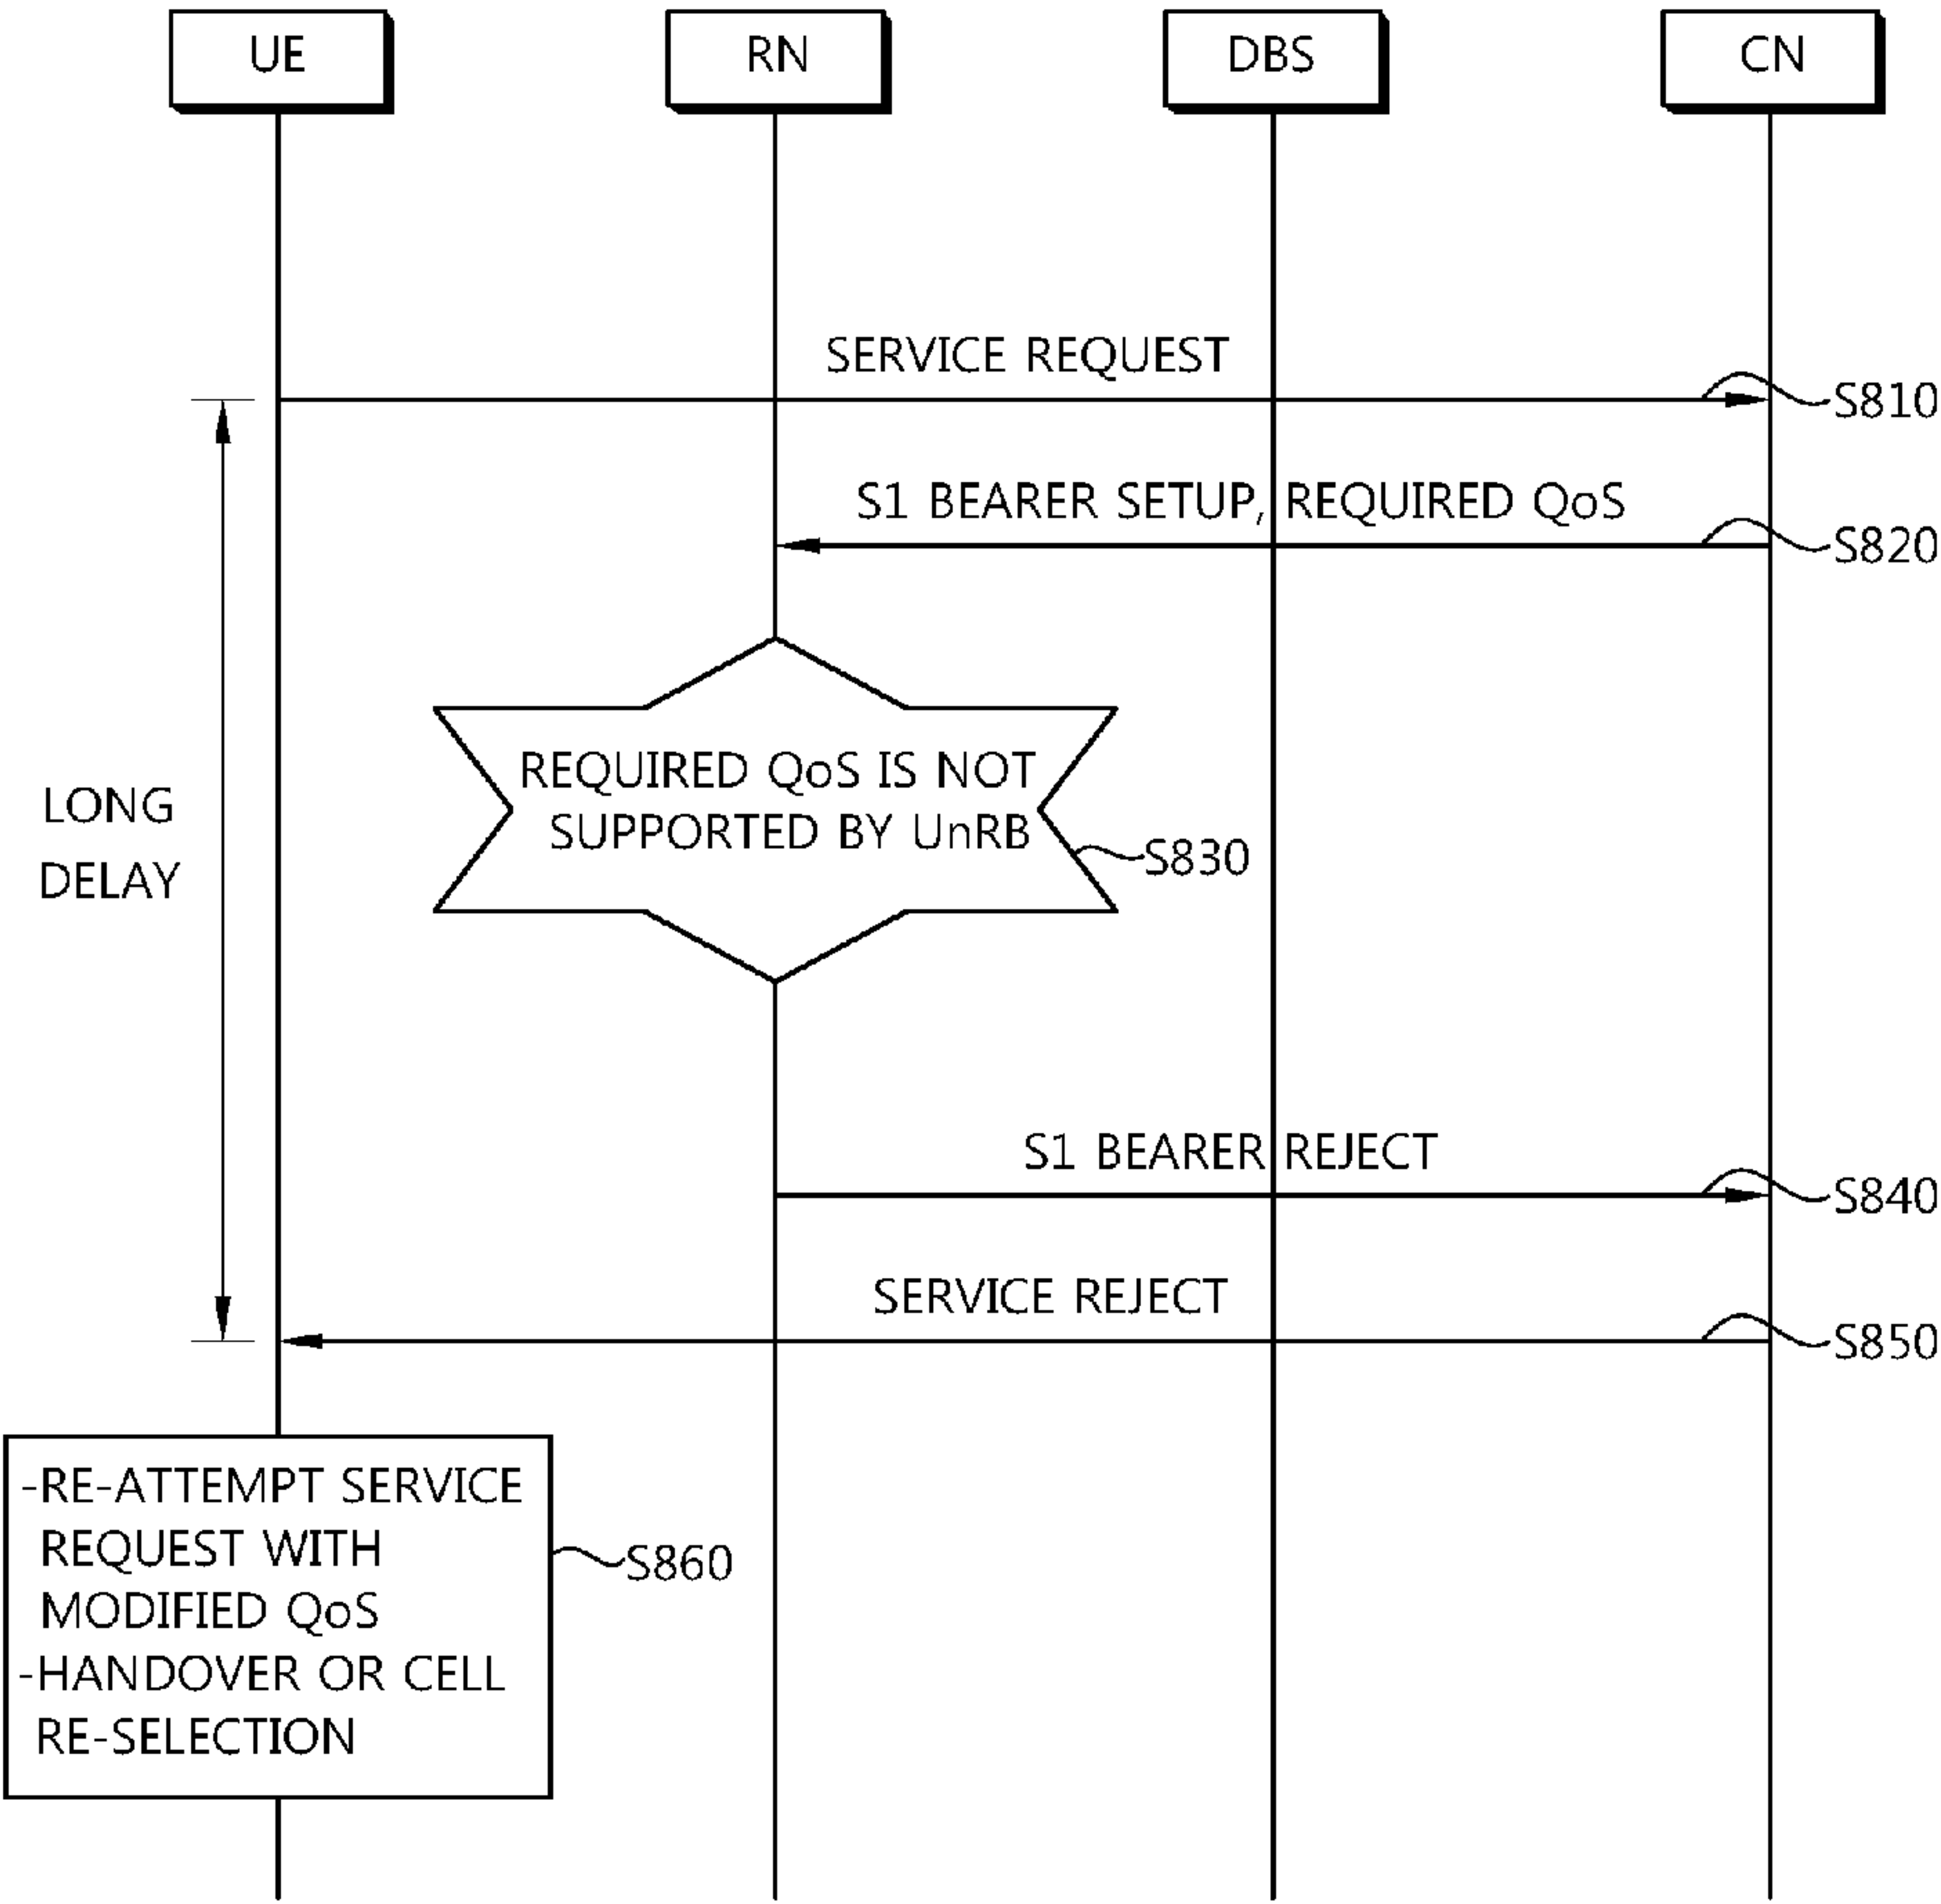 UE
RN
DBS
CN
SERVICE REQUEST
S810
S1 BEARER SETUP, REQUIRED QoS
S820
REQUIRED QoS IS NOT
SUPPORTED BY UnRB
S830
LONG
DELAY
S1 BEARER REJECT
S840
SERVICE REJECT
S850
-RE-ATTEMPT SERVICE
REQUEST WITH
MODIFIED QoS
-HANDOVER OR CELL
RE-SELECTION
S860